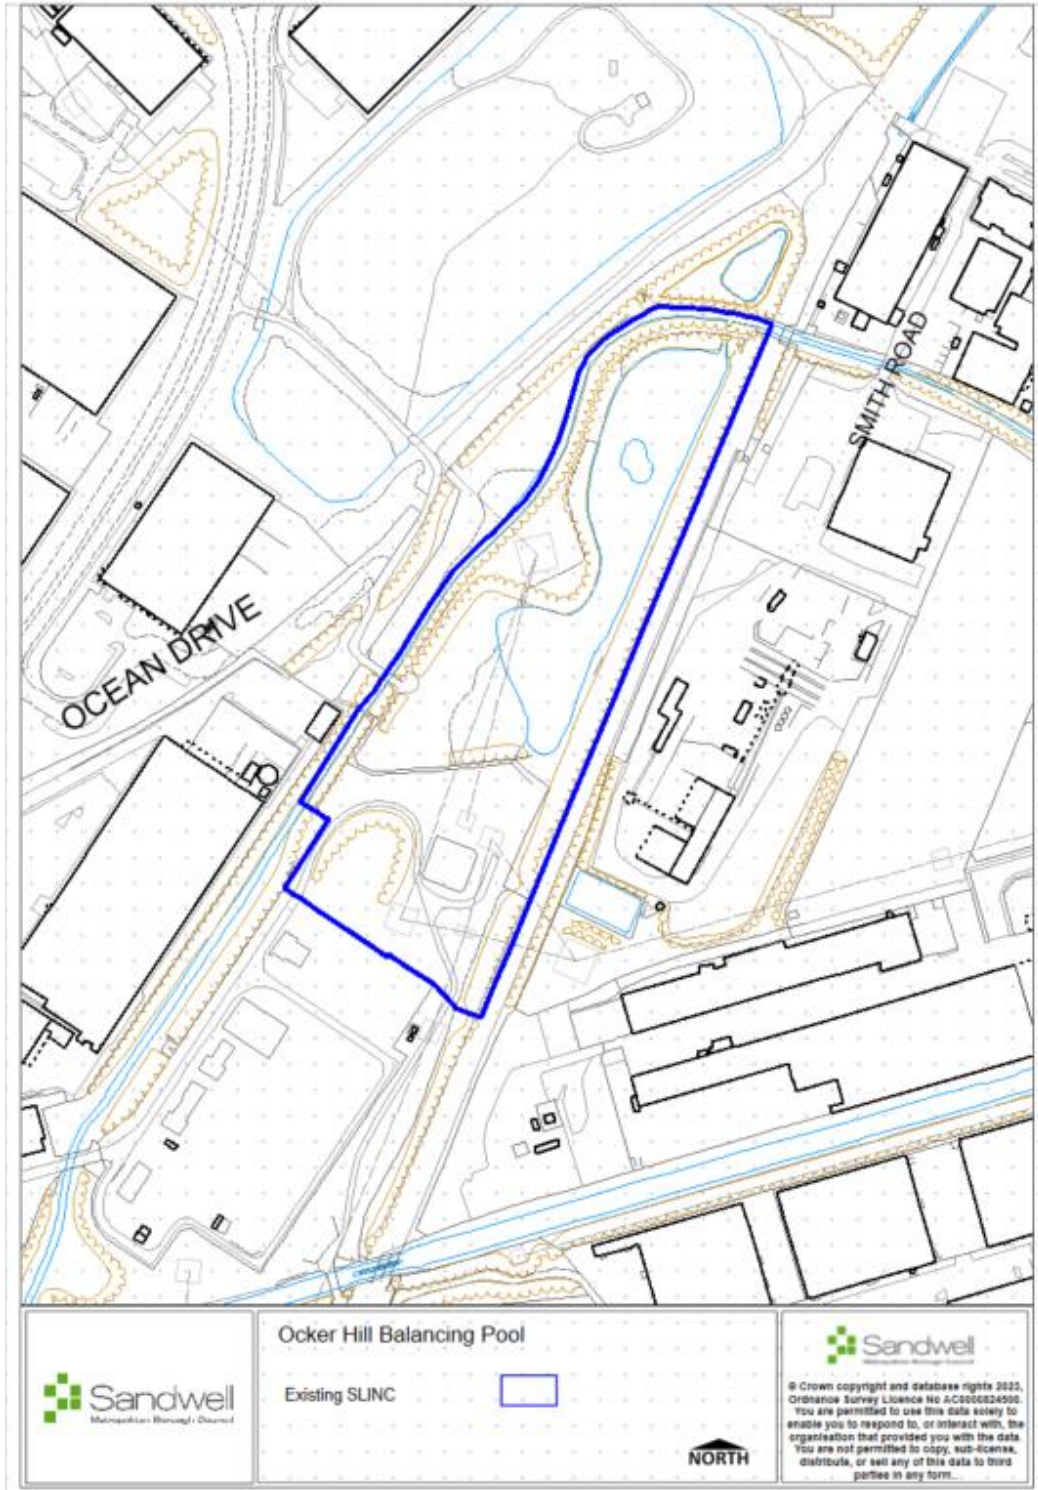 SMITH ROAD
OCEAN DRIVE
Sandwell
Metropolitan Borough Council
Ocker Hill Balancing Pool
Existing SLINC
NORTH
Sandwell
Metropolitan Borough Council
© Crown copyright and database rights 2023,
Ordnance Survey Licence No
You are permitted to use this data solely to
enable you to respond to, or interact with, the
organisation that provided you with the data.
You are not permitted to copy, sub-license,
distribute, or sell any of this data to third
parties in any form..